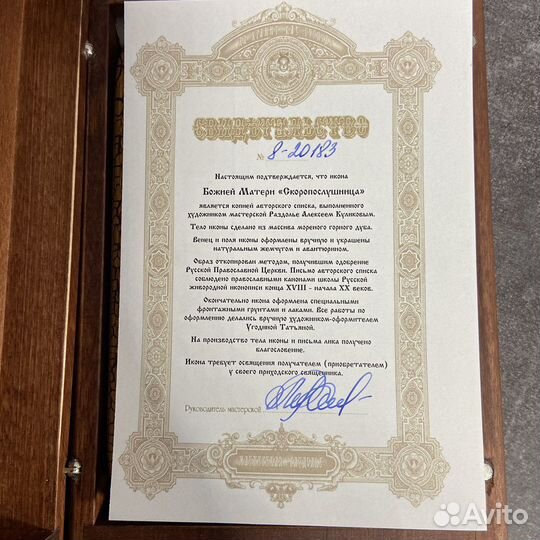 СВИДЕТЕЛЬСТВО
№ 8-20183
Настоящим подтверждается, что икона
Божией Матери «Скоропослушница»
является копией авторского списка, выполненного
художником мастерской Раздолье Алексеем Куликовым.
Тело иконы сделано из массива мореного горного дуба.
Венец и поля иконы оформлены вручную и украшены
натуральным жемчугом и авантюрином.
Образ откопирован методом, получившим одобрение
Русской Православной Церкви. Письмо авторского списка
соблюдено православными канонами школы Русской
живородной иконописи конца XVIII - начала XX веков.
Окончательно икона оформлена специальными
фронтажными грунтами и лаками. Все работы по
оформлению делались вручную художником-оформителем
Угодиной Татьяной.
На производство тела иконы и письма лика получено
благословение.
Икона требует освящения получателем (приобретателем)
у своего приходского священника.
Руководитель мастерской
Avito